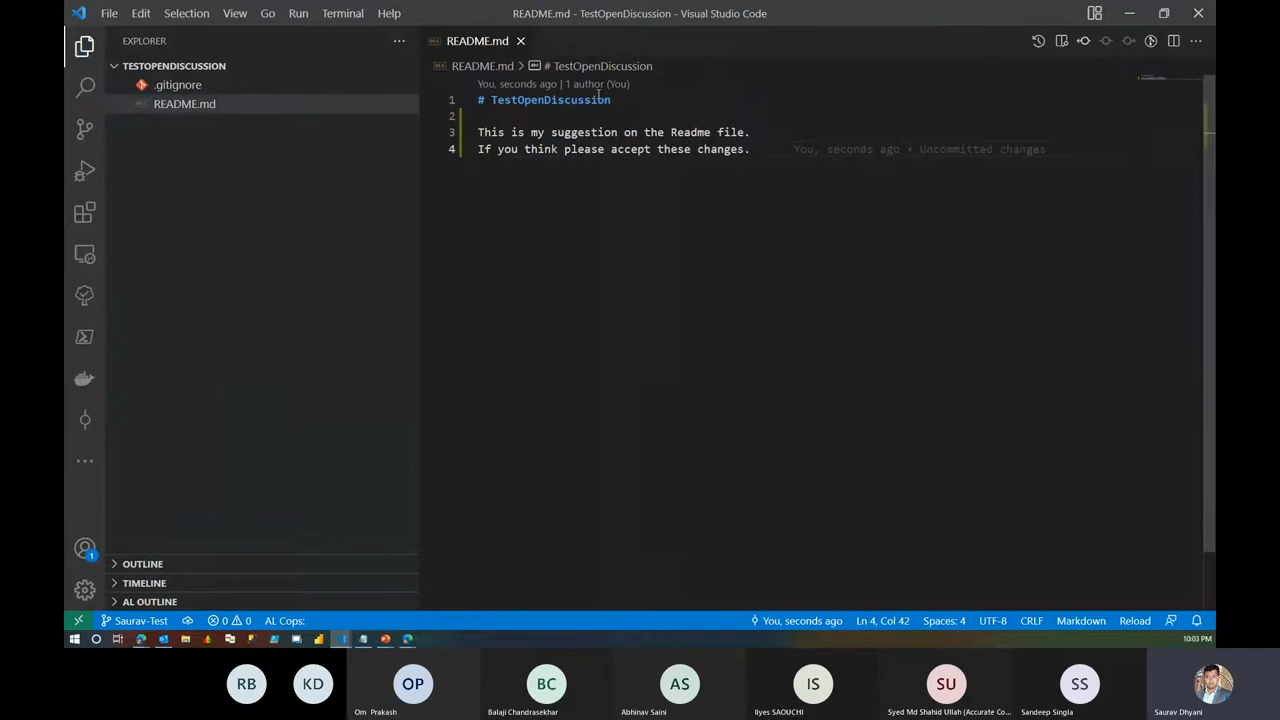 File Edit Selection View Go Run Terminal Help
README.md - TestOpenDiscussion - Visual Studio Code
EXPLORER
TESTOPENDISCUSSION
.gitignore
README.md
README.md
README.md > # TestOpenDiscussion
You, seconds ago | 1 author (You)
1 # TestOpenDiscussion
2
3 This is my suggestion on the Readme file.
4 If you think please accept these changes. You, seconds ago • Uncommitted changes
OUTLINE
TIMELINE
AL OUTLINE
1
Saurav-Test 0 0 AL Cops: You, seconds ago Ln 4, Col 42 Spaces: 4 UTF-8 CRLF Markdown Reload
10:03 PM
RB KD OP BC AS IS SU SS
Om Prakash Balaji Chandrasekhar Abhinav Saini Ilyes SAOUCHI Syed Md Shahid Ullah (Accurate Co... Sandeep Singla Saurav Dhyani